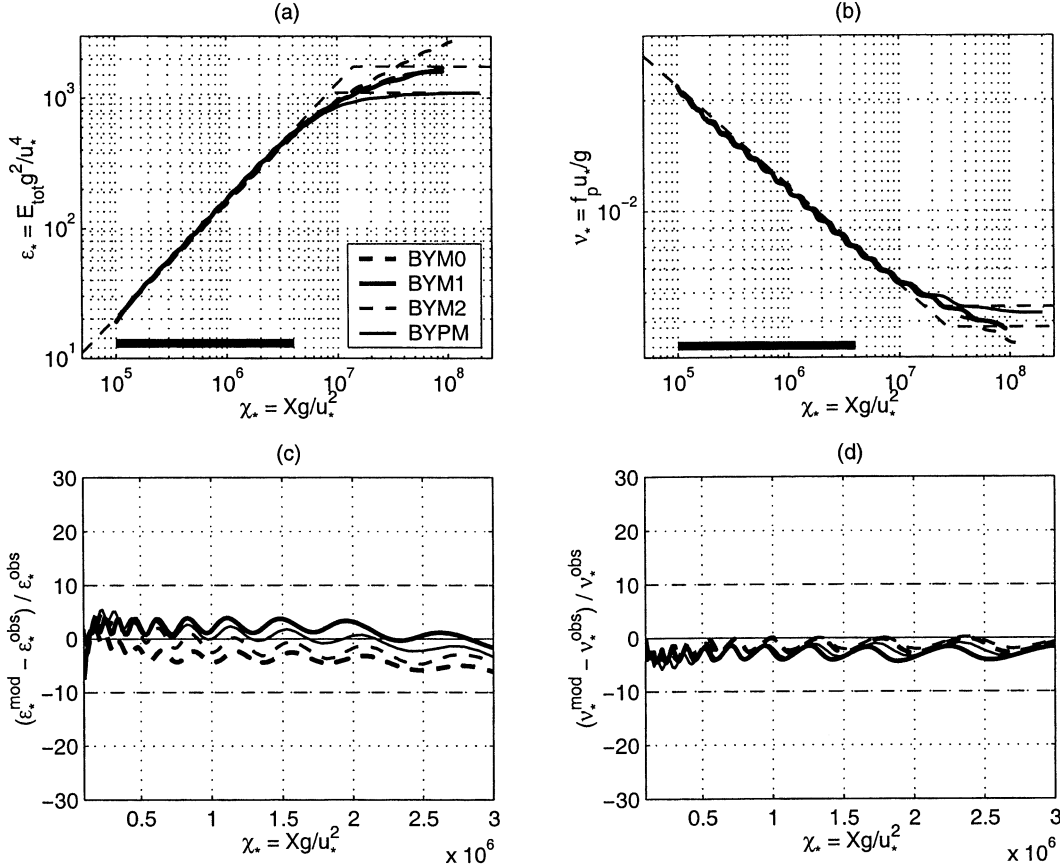 (a)
ε* = E_tot g²/u*⁴
10³
10²
10¹
BYM0
BYM1
BYM2
BYPM
10⁵ 10⁶ 10⁷ 10⁸
χ* = Xg/u*²
(b)
ν* = f_p u*/g
10⁻²
10⁵ 10⁶ 10⁷ 10⁸
χ* = Xg/u*²
(c)
(ε*^mod − ε*^obs) / ε*^obs
30
20
10
0
−10
−20
−30
0.5 1 1.5 2 2.5 3
χ* = Xg/u*²
x 10⁶
(d)
(ν*^mod − ν*^obs) / ν*^obs
30
20
10
0
−10
−20
−30
0.5 1 1.5 2 2.5 3
χ* = Xg/u*²
x 10⁶